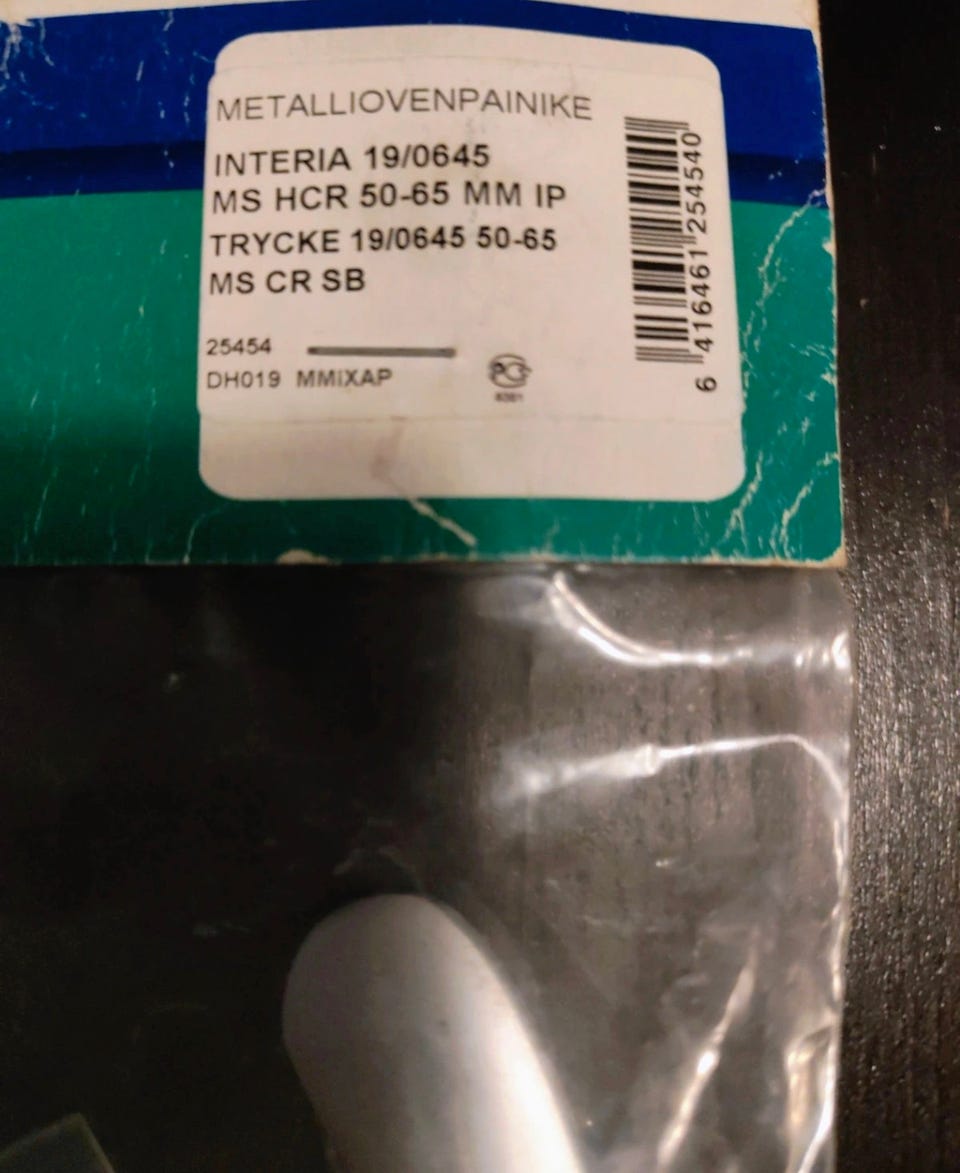 METALLIOVENPAINIKE
INTERIA 19/0645
MS HCR 50-65 MM IP
TRYCKE 19/0645 50-65
MS CR SB
25454
DH019 MMiXAP
6 416461 254540